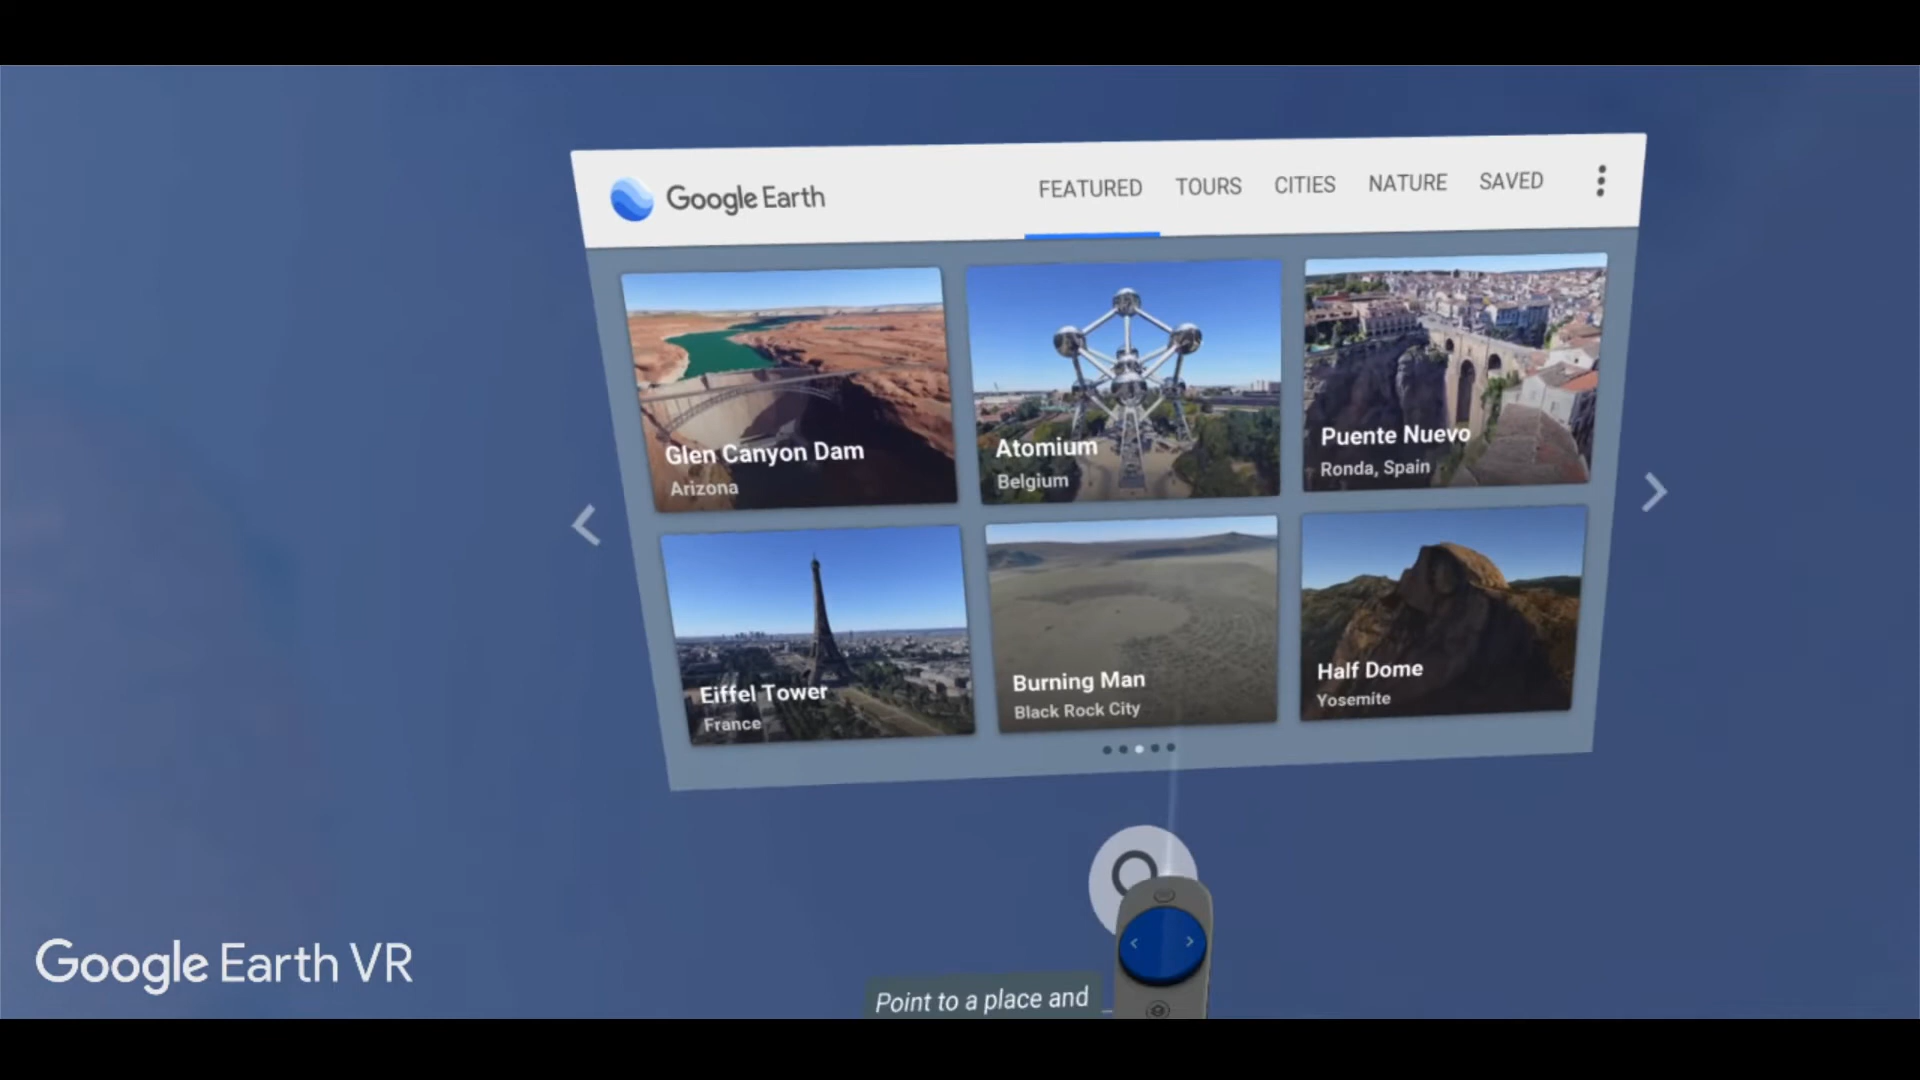 Google Earth
FEATURED
TOURS
CITIES
NATURE
SAVED
Glen Canyon Dam
Arizona
Atomium
Belgium
Puente Nuevo
Ronda, Spain
Eiffel Tower
France
Burning Man
Black Rock City
Half Dome
Yosemite
Google Earth VR
Point to a place and